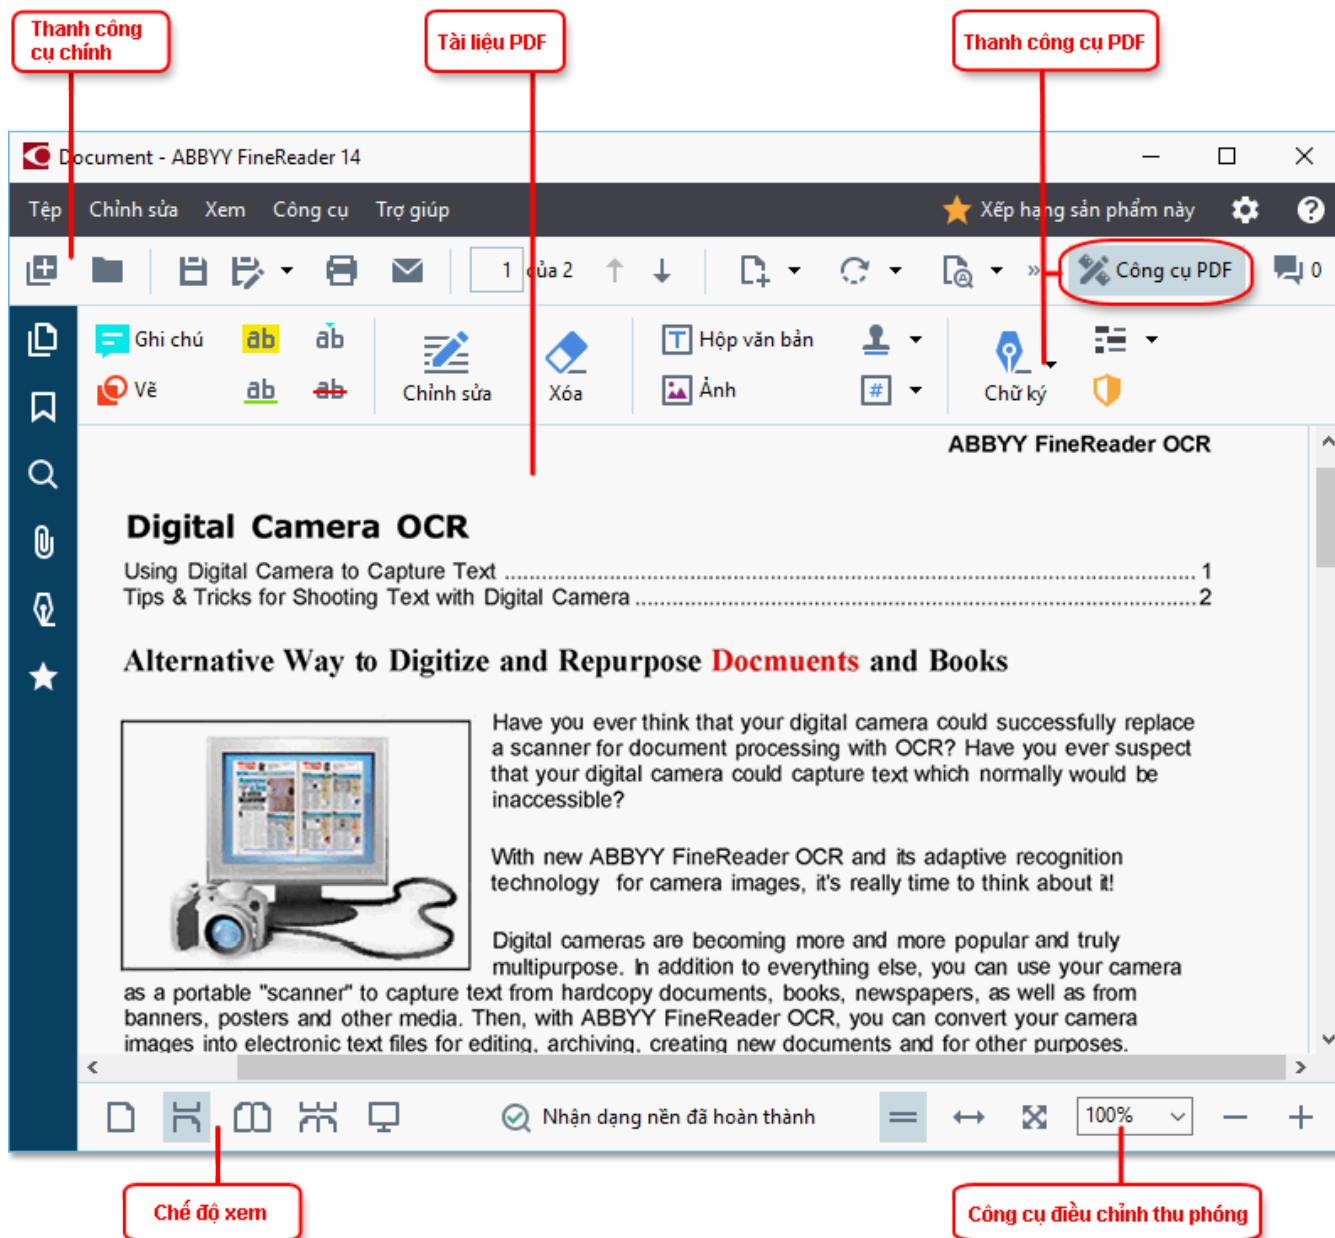 Thanh công
cụ chính
Tài liệu PDF
Thanh công cụ PDF
Document - ABBYY FineReader 14
Tệp Chỉnh sửa Xem Công cụ Trợ giúp Xếp hạng sản phẩm này
1 của 2 » Công cụ PDF 0
Ghi chú ab ab Hộp văn bản
Vẽ ab ab Chỉnh sửa Xóa Ảnh # Chữ ký
ABBYY FineReader OCR
Digital Camera OCR
Using Digital Camera to Capture Text ........ 1
Tips & Tricks for Shooting Text with Digital Camera ........ 2
Alternative Way to Digitize and Repurpose Docmuents and Books
Have you ever think that your digital camera could successfully replace
a scanner for document processing with OCR? Have you ever suspect
that your digital camera could capture text which normally would be
inaccessible?
With new ABBYY FineReader OCR and its adaptive recognition
technology for camera images, it's really time to think about it!
Digital cameras are becoming more and more popular and truly
multipurpose. In addition to everything else, you can use your camera
as a portable "scanner" to capture text from hardcopy documents, books, newspapers, as well as from
banners, posters and other media. Then, with ABBYY FineReader OCR, you can convert your camera
images into electronic text files for editing, archiving, creating new documents and for other purposes.
Nhận dạng nền đã hoàn thành 100%
Chế độ xem
Công cụ điều chỉnh thu phóng